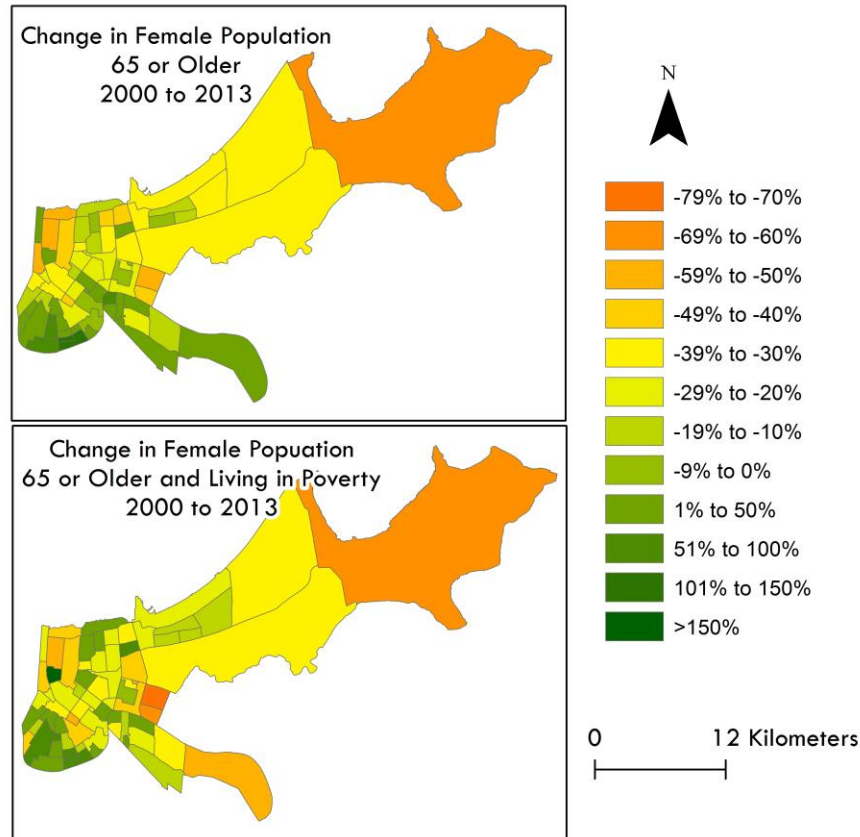 Change in Female Population
65 or Older
2000 to 2013
Change in Female Popuation
65 or Older and Living in Poverty
2000 to 2013
N
-79% to -70%
-69% to -60%
-59% to -50%
-49% to -40%
-39% to -30%
-29% to -20%
-19% to -10%
-9% to 0%
1% to 50%
51% to 100%
101% to 150%
>150%
0 12 Kilometers